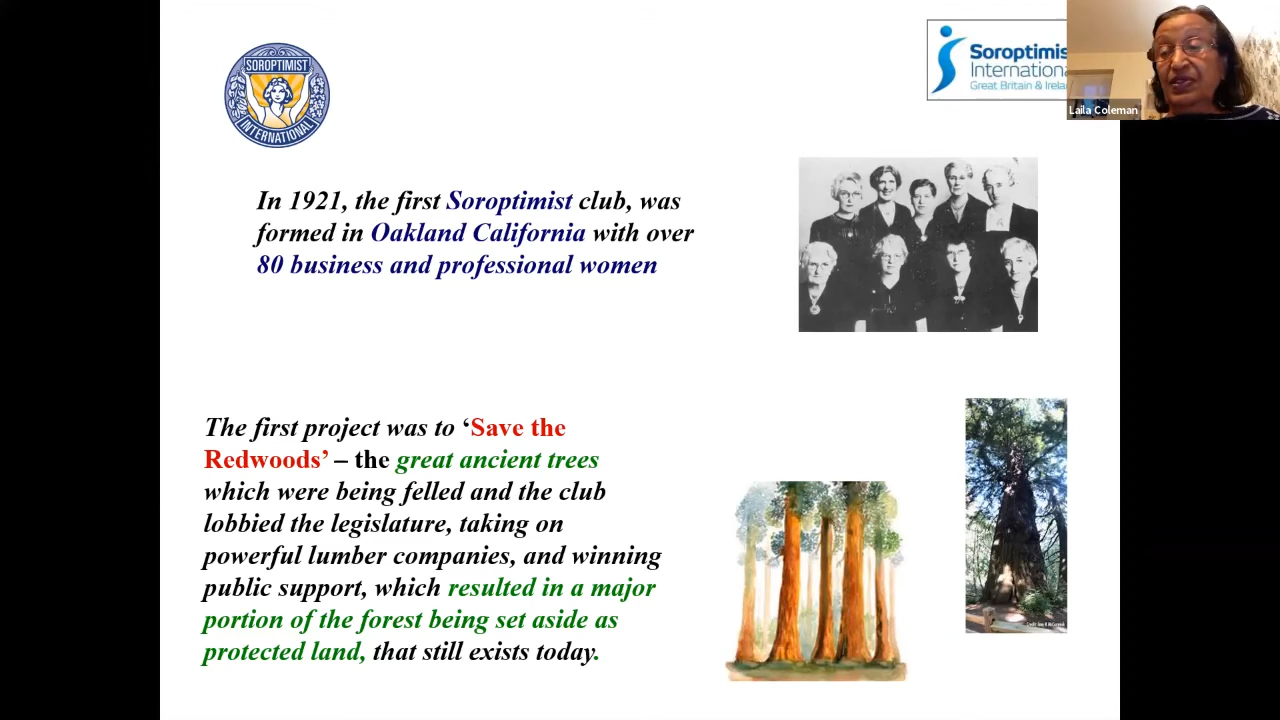 SOROPTIMIST
INTERNATIONAL
Soroptimis
Internationa
Great Britain & Irela
Laila Coleman
In 1921, the first Soroptimist club, was
formed in Oakland California with over
80 business and professional women
The first project was to ‘Save the
Redwoods’ – the great ancient trees
which were being felled and the club
lobbied the legislature, taking on
powerful lumber companies, and winning
public support, which resulted in a major
portion of the forest being set aside as
protected land, that still exists today.